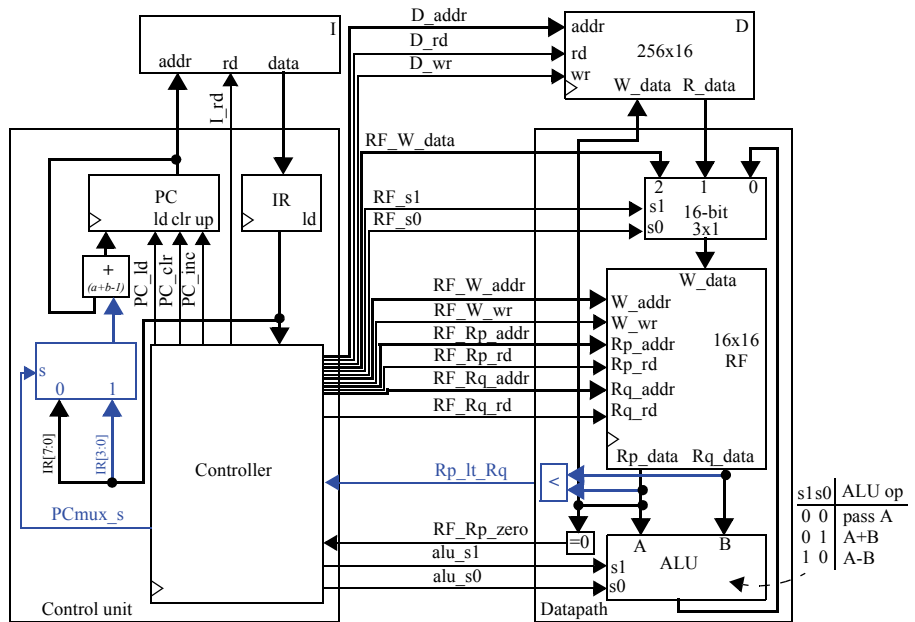 D_addr
D_rd
D_wr
I
addr rd data
I_rd
addr
rd
wr
D
256x16
W_data R_data
RF_W_data
2 1 0
s1
s0
16-bit
3x1
RF_s1
RF_s0
PC
ld clr up
IR
ld
+
(a+b-1)
PC_ld
PC_clr
PC_inc
W_data
RF_W_addr
RF_W_wr
RF_Rp_addr
RF_Rp_rd
RF_Rq_addr
RF_Rq_rd
W_addr
W_wr
Rp_addr
Rp_rd
Rq_addr
Rq_rd
16x16
RF
Rp_data Rq_data
s
0 1
IR[7:0]
IR[3:0]
PCmux_s
Controller
Rp_lt_Rq
<
RF_Rp_zero
=0
alu_s1
alu_s0
A B
s1
s0
ALU
s1 s0 ALU op
0 0 pass A
0 1 A+B
1 0 A-B
Control unit
Datapath